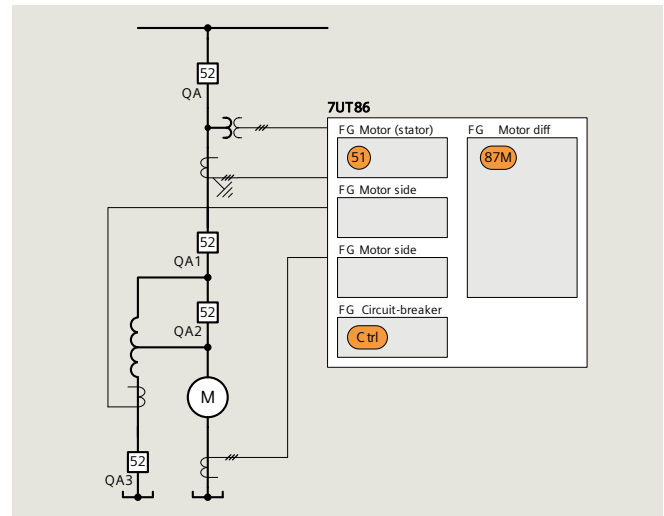 52
QA
7UT86
FG Motor (stator)
FG Motor diff
51
87M
FG Motor side
52
QA1
FG Motor side
52
QA2
FG Circuit-breaker
Ctrl
M
52
QA3